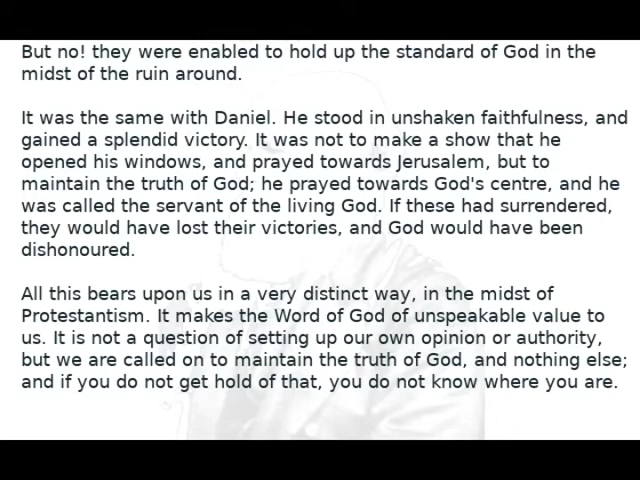 But no! they were enabled to hold up the standard of God in the
midst of the ruin around.
It was the same with Daniel. He stood in unshaken faithfulness, and
gained a splendid victory. It was not to make a show that he
opened his windows, and prayed towards Jerusalem, but to
maintain the truth of God; he prayed towards God's centre, and he
was called the servant of the living God. If these had surrendered,
they would have lost their victories, and God would have been
dishonoured.
All this bears upon us in a very distinct way, in the midst of
Protestantism. It makes the Word of God of unspeakable value to
us. It is not a question of setting up our own opinion or authority,
but we are called on to maintain the truth of God, and nothing else;
and if you do not get hold of that, you do not know where you are.